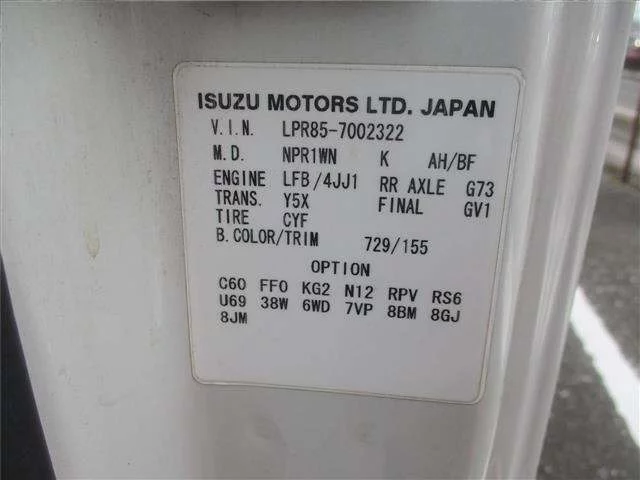 ISUZU MOTORS LTD. JAPAN
V.I.N. LPR85-7002322
M.D. NPR1WN K AH/BF
ENGINE LFB/4JJ1 RR AXLE G73
TRANS. Y5X FINAL GV1
TIRE CYF
B.COLOR/TRIM 729/155
OPTION
C60 FF0 KG2 N12 RPV RS6
U69 38W 6WD 7VP 8BM 8GJ
8JM